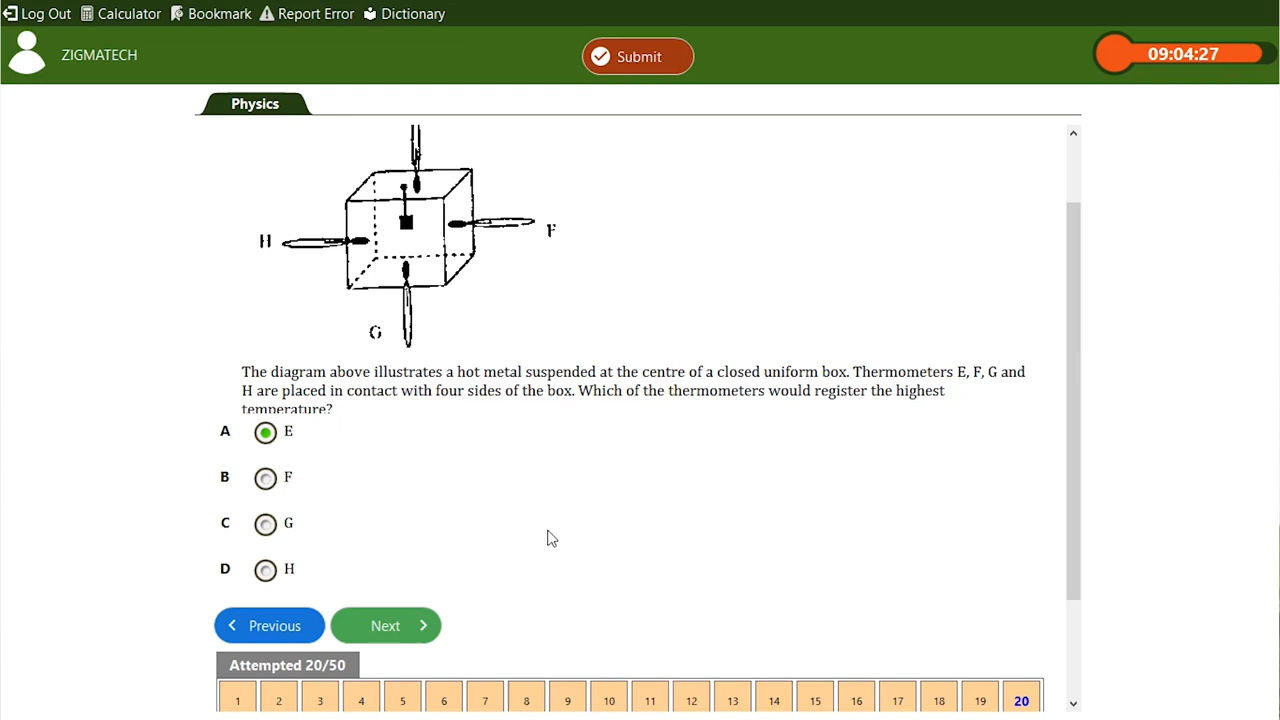 Log Out Calculator Bookmark Report Error Dictionary
ZIGMATECH
Submit
09:04:27
Physics
H
F
G
The diagram above illustrates a hot metal suspended at the centre of a closed uniform box. Thermometers E, F, G and
H are placed in contact with four sides of the box. Which of the thermometers would register the highest
temperature?
A E
B F
C G
D H
Previous Next
Attempted 20/50
1 2 3 4 5 6 7 8 9 10 11 12 13 14 15 16 17 18 19 20